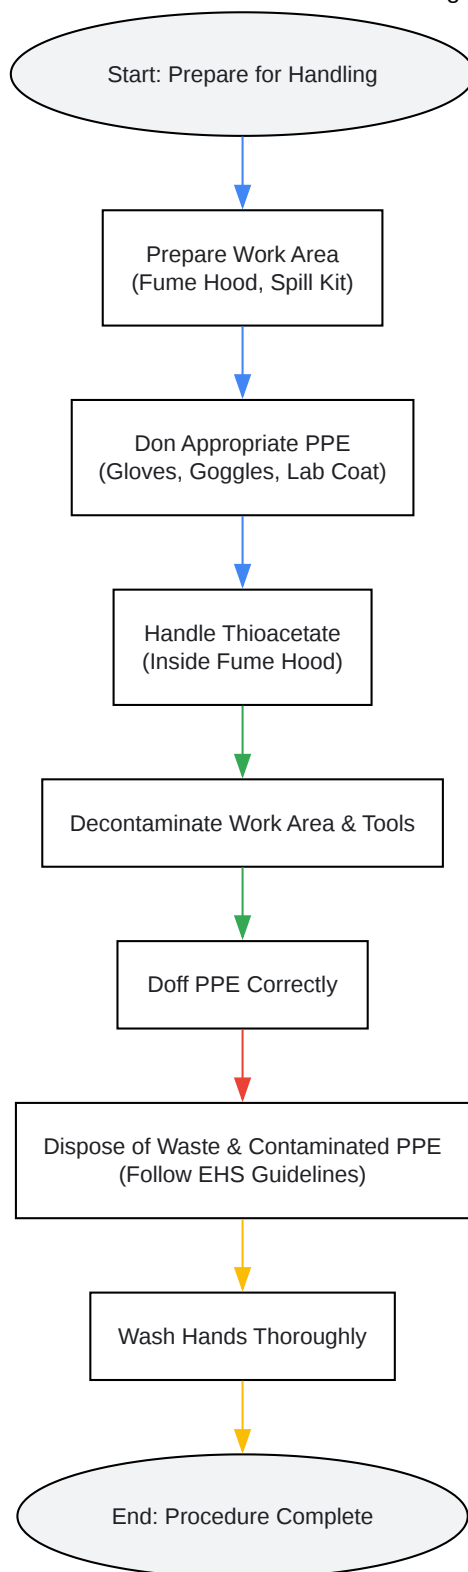 Start: Prepare for Handling
Prepare Work Area
(Fume Hood, Spill Kit)
Don Appropriate PPE
(Gloves, Goggles, Lab Coat)
Handle Thioacetate
(Inside Fume Hood)
Decontaminate Work Area & Tools
Doff PPE Correctly
Dispose of Waste & Contaminated PPE
(Follow EHS Guidelines)
Wash Hands Thoroughly
End: Procedure Complete